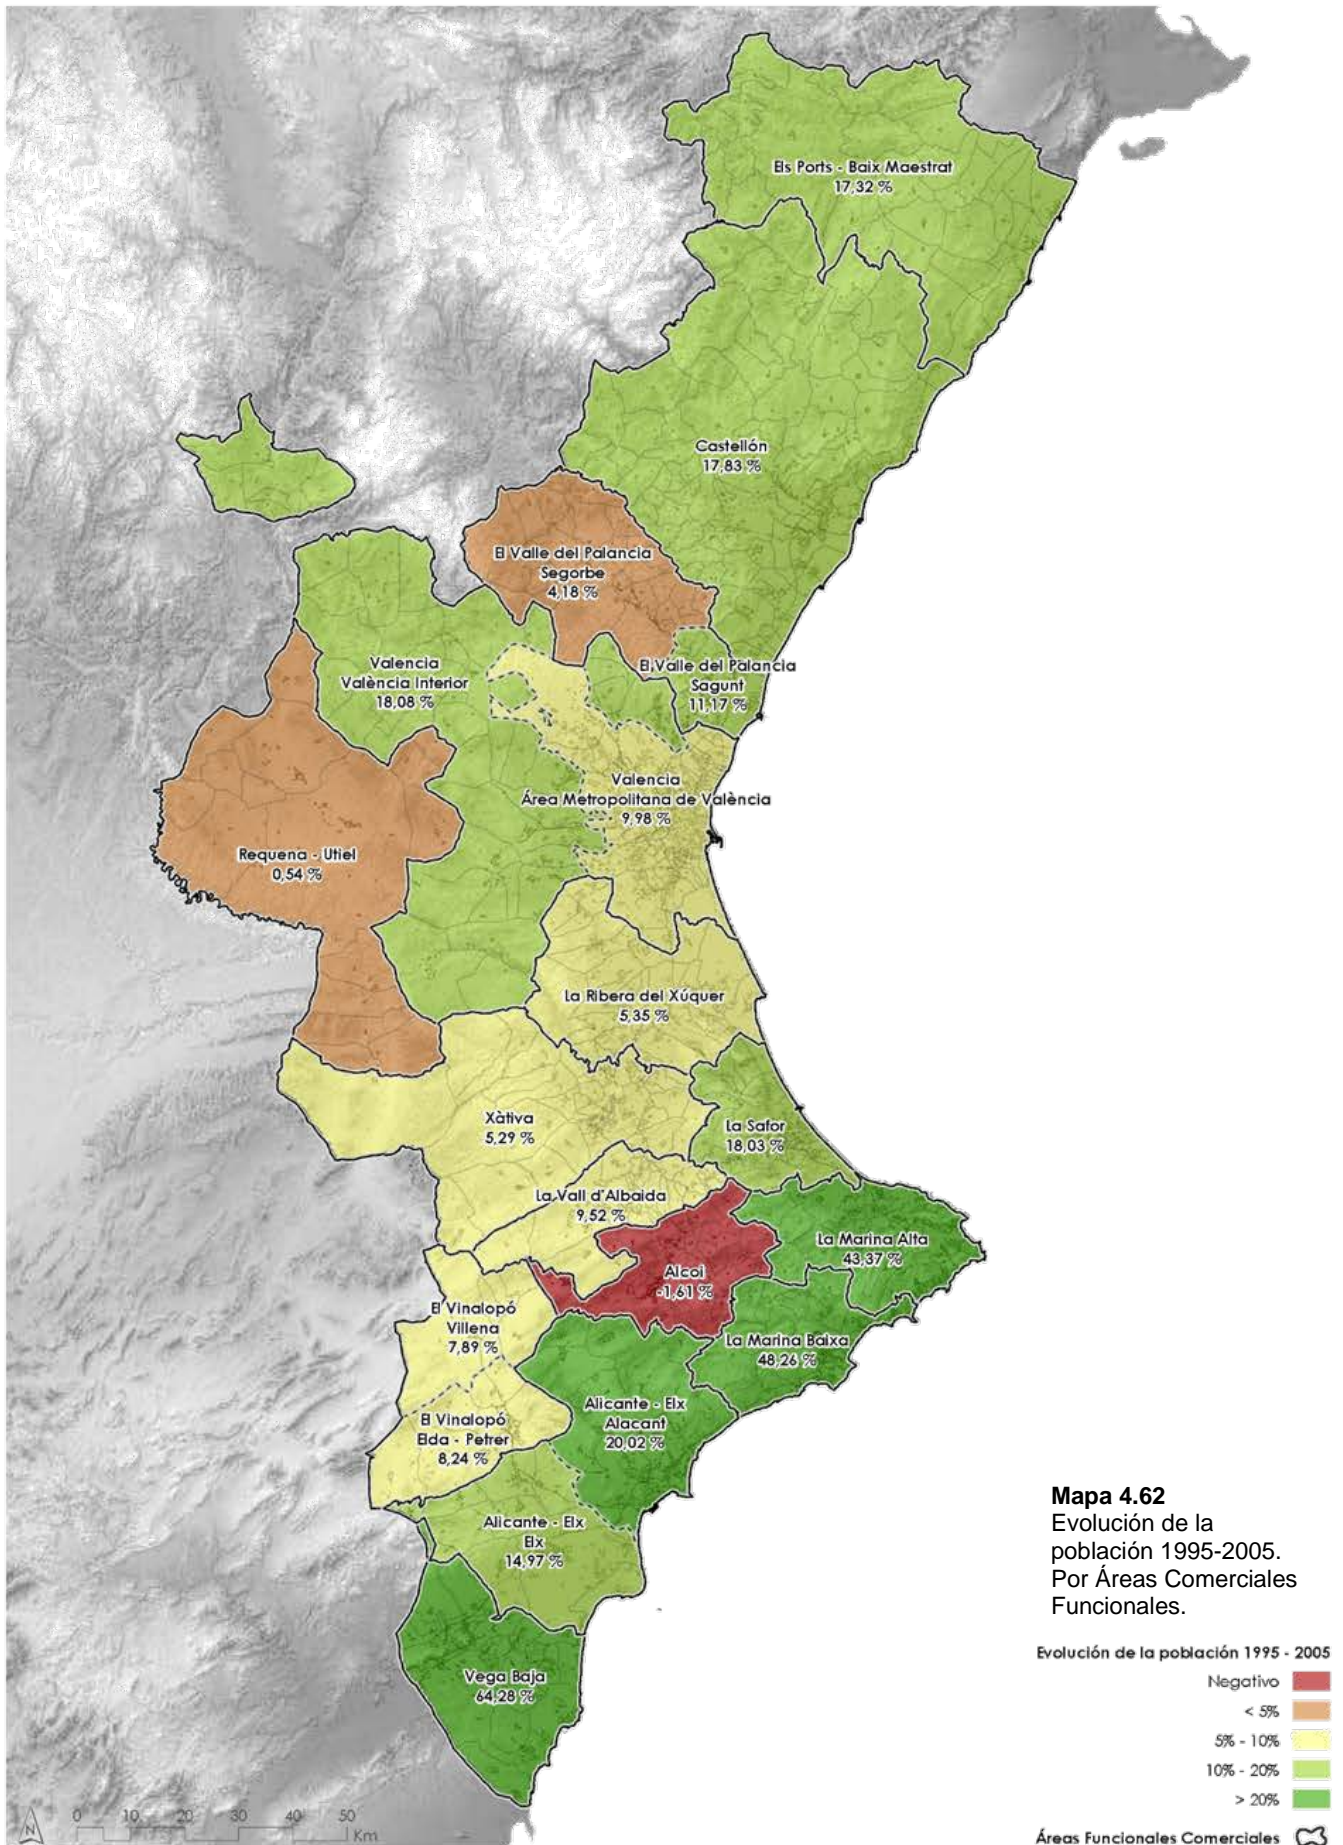 Els Ports - Baix Maestrat
17,32 %
Castellón
17,83 %
El Valle del Palancia
Segorbe
4,18 %
Valencia
València Interior
18,08 %
El Valle del Palancia
Sagunt
11,17 %
Valencia
Área Metropolitana de València
9,98 %
Requena - Utiel
0,54 %
La Ribera del Xúquer
5,35 %
Xàtiva
5,29 %
La Safor
18,03 %
La Vall d'Albaida
9,52 %
La Marina Alta
43,37 %
Alcoi
-1,61 %
El Vinalopó
Villena
7,89 %
La Marina Baixa
48,26 %
Alicante - Elx
Alacant
20,02 %
El Vinalopó
Elda - Petrer
8,24 %
Alicante - Elx
Elx
14,97 %
Vega Baja
64,28 %
Mapa 4.62
Evolución de la
población 1995-2005.
Por Áreas Comerciales
Funcionales.
Evolución de la población 1995 - 2005
Negativo
< 5%
5% - 10%
10% - 20%
> 20%
Áreas Funcionales Comerciales
N
0 10 20 30 40 50
Km